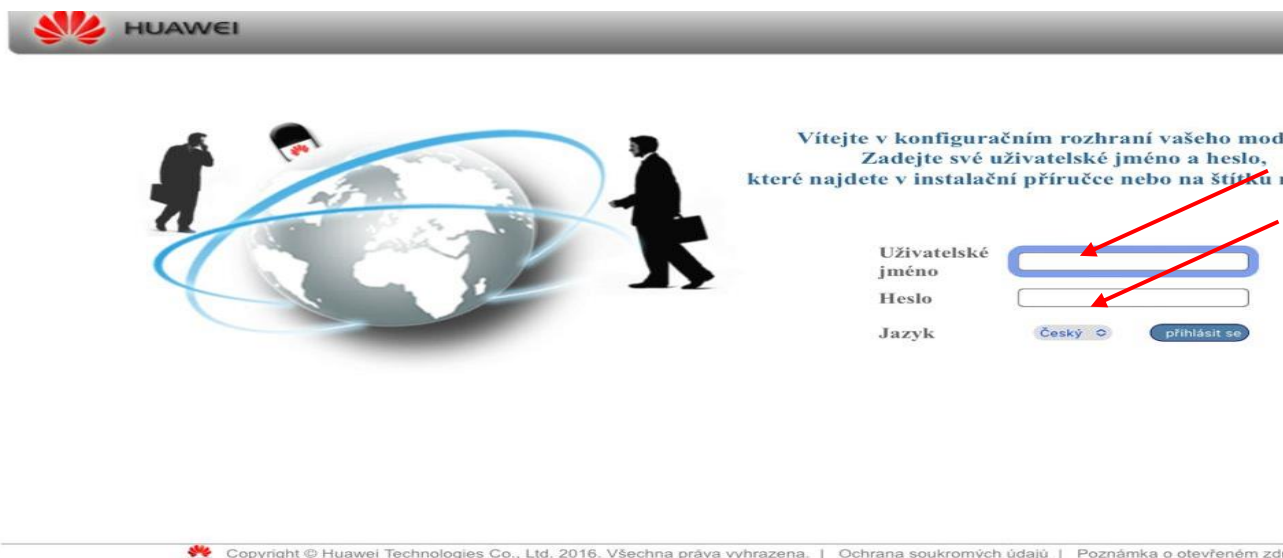 HUAWEI
Vítejte v konfiguračním rozhraní vašeho mod
Zadejte své uživatelské jméno a heslo,
které najdete v instalační příručce nebo na štítku
Uživatelské
jméno
Heslo
Jazyk
Český
přihlásit se
Copyright © Huawei Technologies Co., Ltd. 2016. Všechna práva vyhrazena. | Ochrana soukromých údajů | Poznámka o otevřeném zd